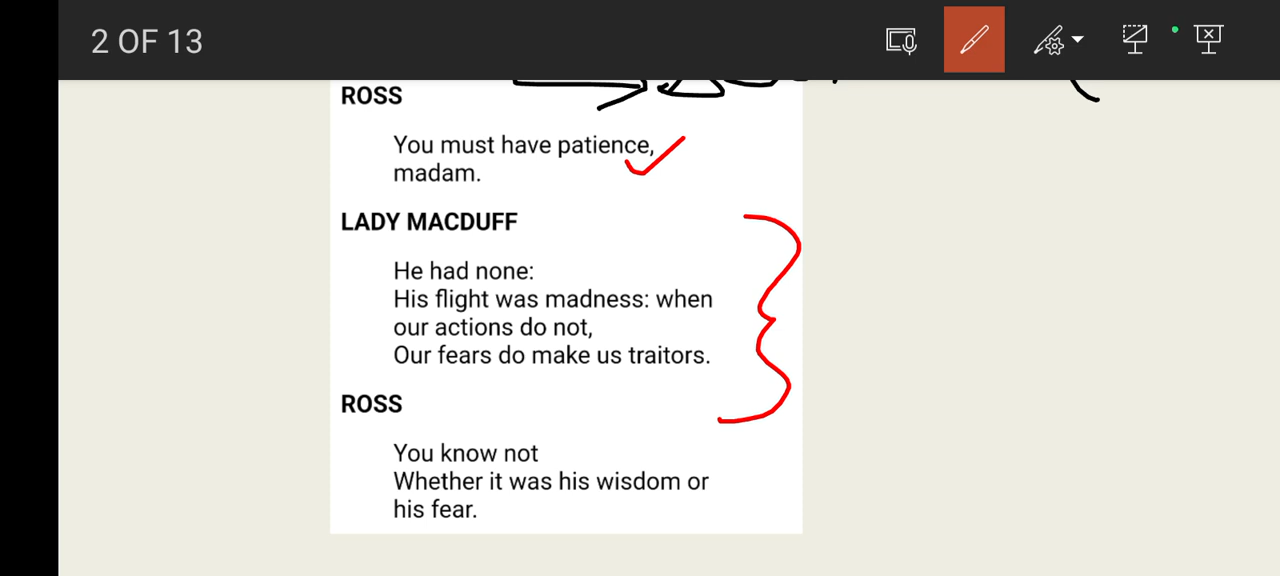 2 OF 13
ROSS
You must have patience,
madam.
LADY MACDUFF
He had none:
His flight was madness: when
our actions do not,
Our fears do make us traitors.
ROSS
You know not
Whether it was his wisdom or
his fear.